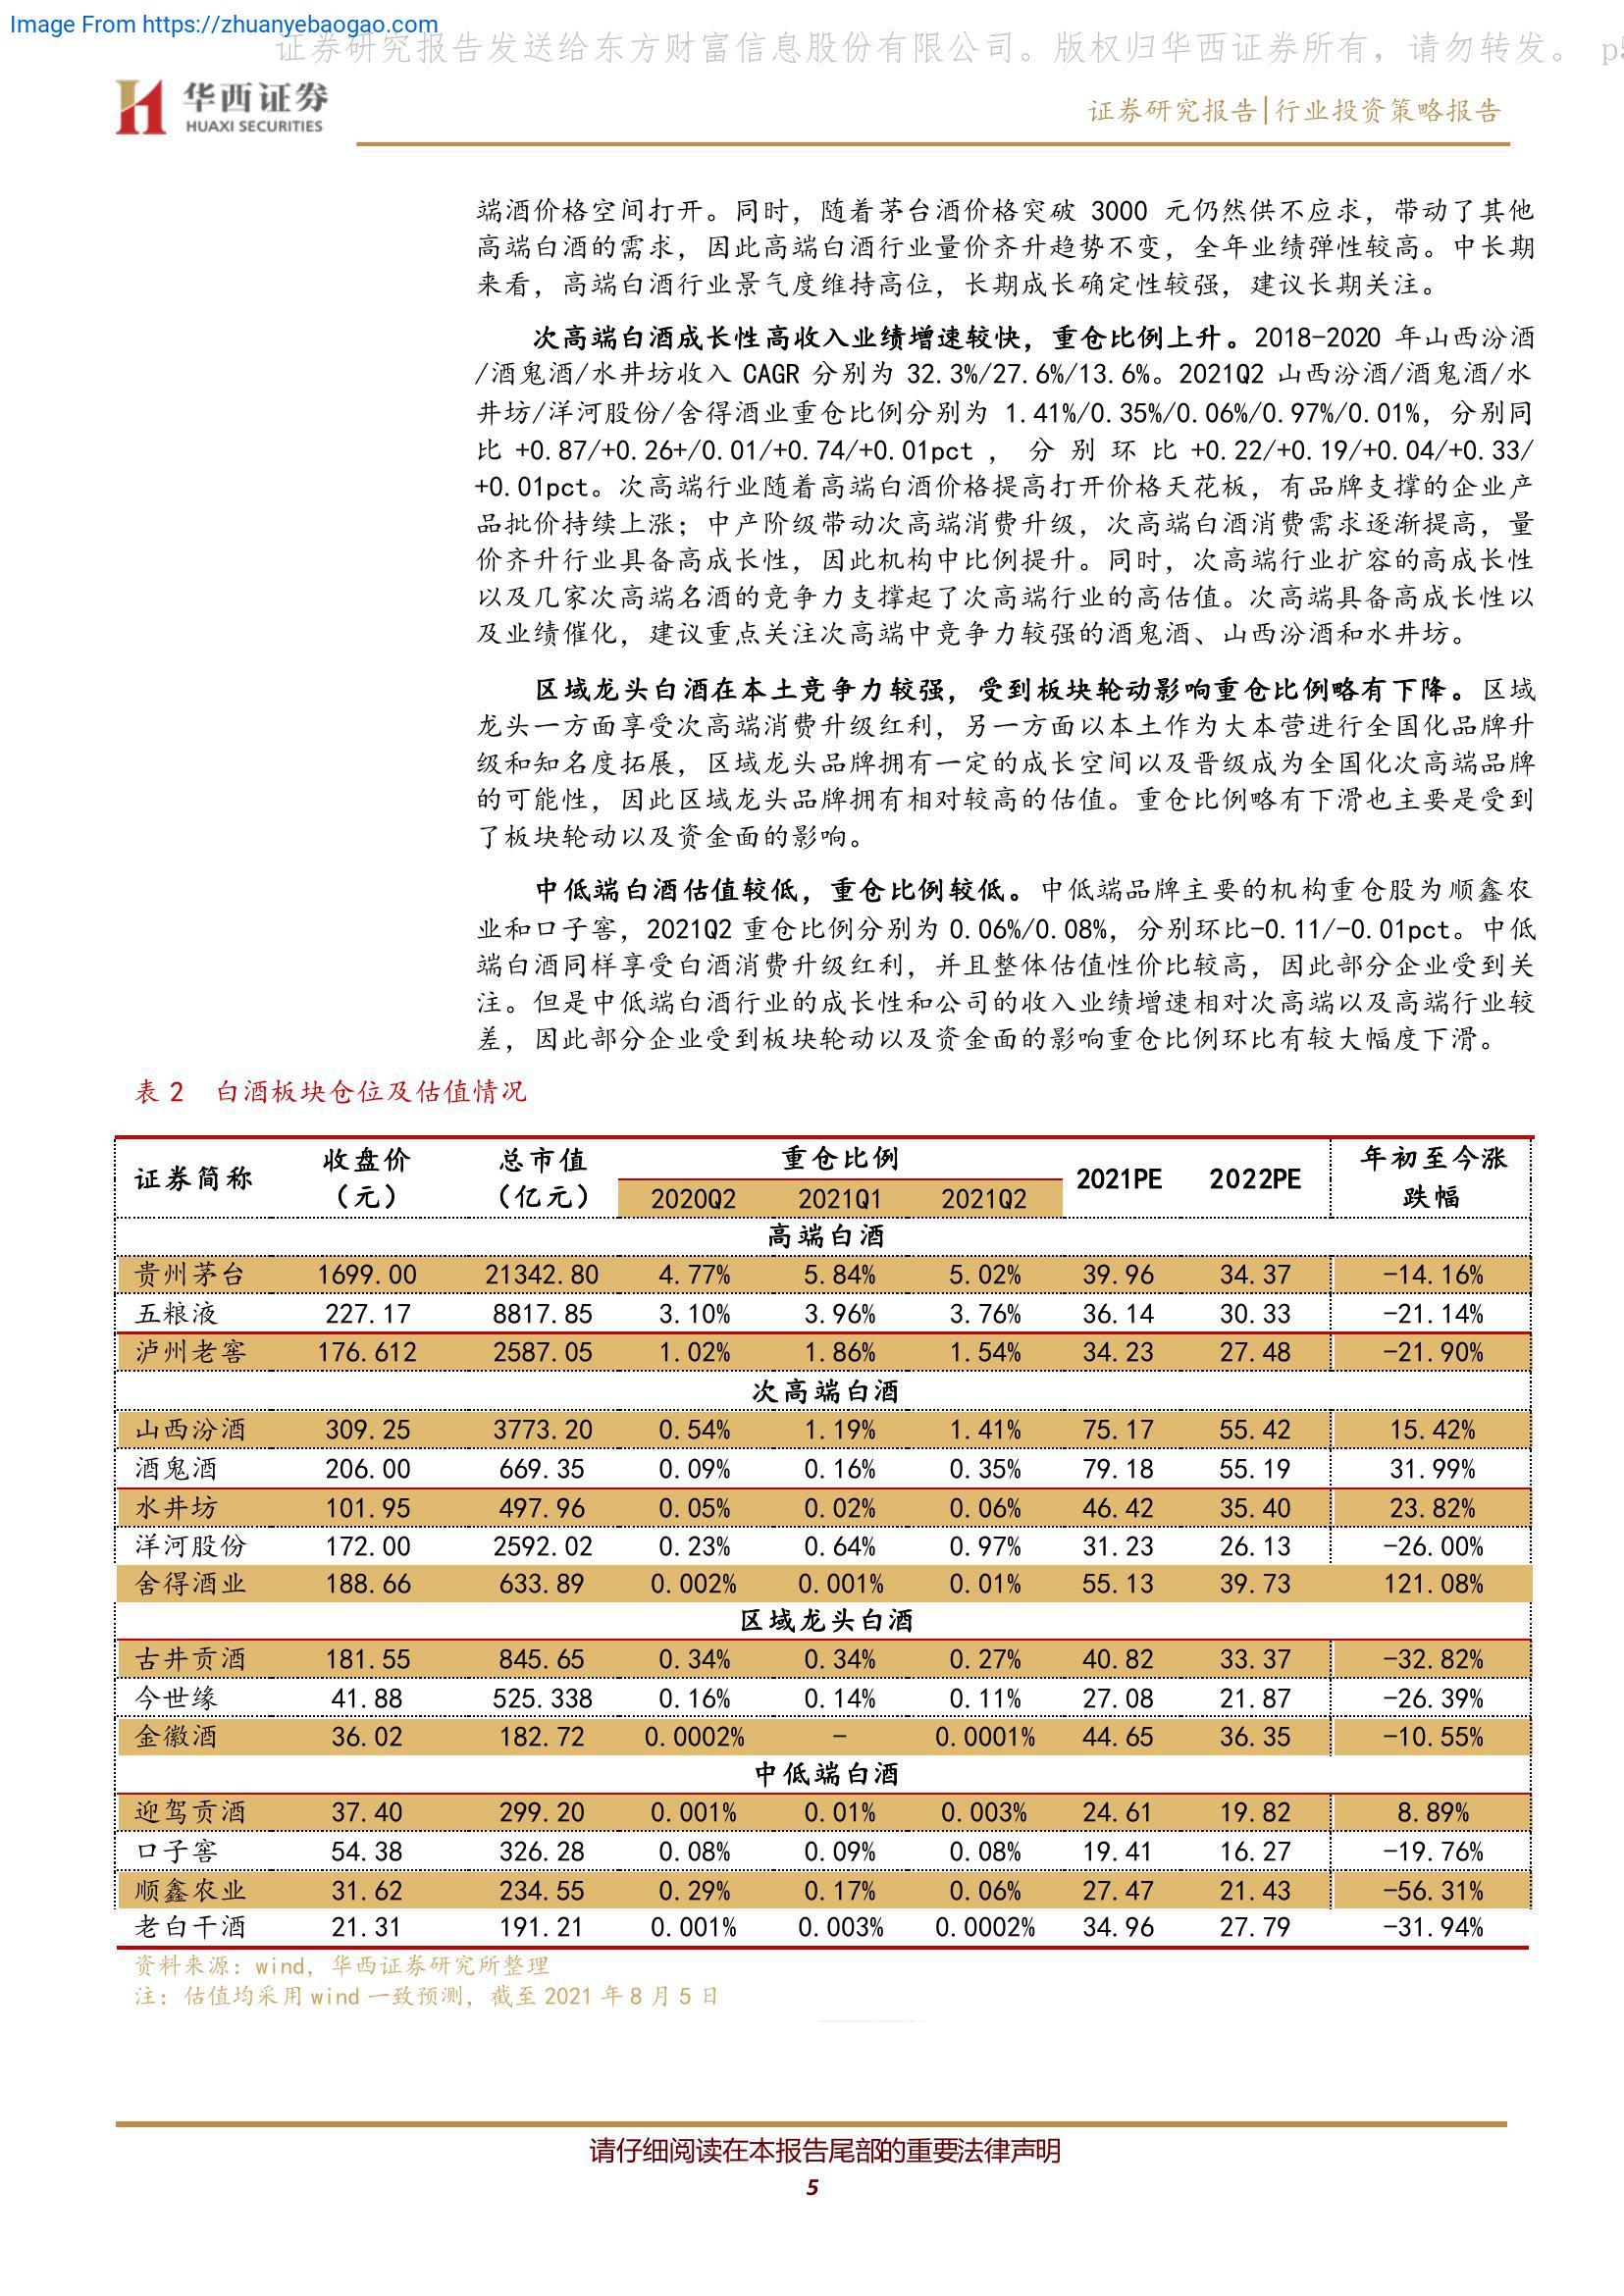 Image From https://zhuanyebaogao.com
证券研究报告发送给东方财富信息股份有限公司。版权归华西证券所有，请勿转发。 p5
华西证券
HUAXI SECURITIES
证券研究报告|行业投资策略报告
端酒价格空间打开。同时，随着茅台酒价格突破 3000 元仍然供不应求，带动了其他
高端白酒的需求，因此高端白酒行业量价齐升趋势不变，全年业绩弹性较高。中长期
来看，高端白酒行业景气度维持高位，长期成长确定性较强，建议长期关注。
次高端白酒成长性高收入业绩增速较快，重仓比例上升。2018-2020 年山西汾酒
/酒鬼酒/水井坊收入 CAGR 分别为 32.3%/27.6%/13.6%。2021Q2 山西汾酒/酒鬼酒/水
井坊/洋河股份/舍得酒业重仓比例分别为 1.41%/0.35%/0.06%/0.97%/0.01%，分别同
比 +0.87/+0.26+/0.01/+0.74/+0.01pct ， 分 别 环 比 +0.22/+0.19/+0.04/+0.33/
+0.01pct。次高端行业随着高端白酒价格提高打开价格天花板，有品牌支撑的企业产
品批价持续上涨；中产阶级带动次高端消费升级，次高端白酒消费需求逐渐提高，量
价齐升行业具备高成长性，因此机构中比例提升。同时，次高端行业扩容的高成长性
以及几家次高端名酒的竞争力支撑起了次高端行业的高估值。次高端具备高成长性以
及业绩催化，建议重点关注次高端中竞争力较强的酒鬼酒、山西汾酒和水井坊。
区域龙头白酒在本土竞争力较强，受到板块轮动影响重仓比例略有下降。区域
龙头一方面享受次高端消费升级红利，另一方面以本土作为大本营进行全国化品牌升
级和知名度拓展，区域龙头品牌拥有一定的成长空间以及晋级成为全国化次高端品牌
的可能性，因此区域龙头品牌拥有相对较高的估值。重仓比例略有下滑也主要是受到
了板块轮动以及资金面的影响。
中低端白酒估值较低，重仓比例较低。中低端品牌主要的机构重仓股为顺鑫农
业和口子窖，2021Q2 重仓比例分别为 0.06%/0.08%，分别环比-0.11/-0.01pct。中低
端白酒同样享受白酒消费升级红利，并且整体估值性价比较高，因此部分企业受到关
注。但是中低端白酒行业的成长性和公司的收入业绩增速相对次高端以及高端行业较
差，因此部分企业受到板块轮动以及资金面的影响重仓比例环比有较大幅度下滑。
表 2 白酒板块仓位及估值情况
证券简称 收盘价（元） 总市值（亿元） 重仓比例 2021PE 2022PE 年初至今涨跌幅
2020Q2 2021Q1 2021Q2
高端白酒
贵州茅台 1699.00 21342.80 4.77% 5.84% 5.02% 39.96 34.37 -14.16%
五粮液 227.17 8817.85 3.10% 3.96% 3.76% 36.14 30.33 -21.14%
泸州老窖 176.612 2587.05 1.02% 1.86% 1.54% 34.23 27.48 -21.90%
次高端白酒
山西汾酒 309.25 3773.20 0.54% 1.19% 1.41% 75.17 55.42 15.42%
酒鬼酒 206.00 669.35 0.09% 0.16% 0.35% 79.18 55.19 31.99%
水井坊 101.95 497.96 0.05% 0.02% 0.06% 46.42 35.40 23.82%
洋河股份 172.00 2592.02 0.23% 0.64% 0.97% 31.23 26.13 -26.00%
舍得酒业 188.66 633.89 0.002% 0.001% 0.01% 55.13 39.73 121.08%
区域龙头白酒
古井贡酒 181.55 845.65 0.34% 0.34% 0.27% 40.82 33.37 -32.82%
今世缘 41.88 525.338 0.16% 0.14% 0.11% 27.08 21.87 -26.39%
金徽酒 36.02 182.72 0.0002% - 0.0001% 44.65 36.35 -10.55%
中低端白酒
迎驾贡酒 37.40 299.20 0.001% 0.01% 0.003% 24.61 19.82 8.89%
口子窖 54.38 326.28 0.08% 0.09% 0.08% 19.41 16.27 -19.76%
顺鑫农业 31.62 234.55 0.29% 0.17% 0.06% 27.47 21.43 -56.31%
老白干酒 21.31 191.21 0.001% 0.003% 0.0002% 34.96 27.79 -31.94%
资料来源：wind，华西证券研究所整理
注：估值均采用 wind 一致预测，截至 2021 年 8 月 5 日
请仔细阅读在本报告尾部的重要法律声明
5